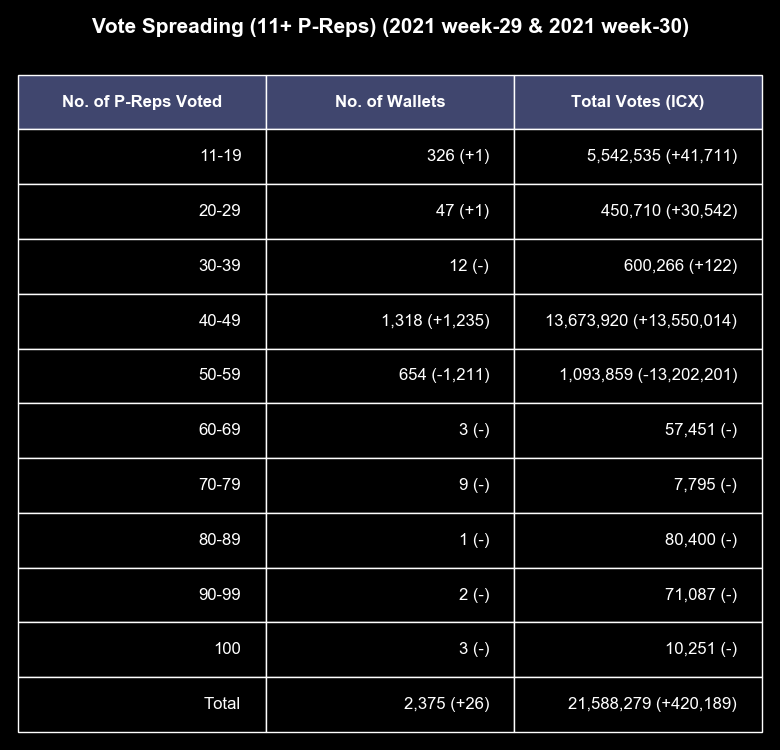 Vote Spreading (11+ P-Reps) (2021 week-29 & 2021 week-30)
No. of P-Reps Voted No. of Wallets Total Votes (ICX)
11-19 326 (+1) 5,542,535 (+41,711)
20-29 47 (+1) 450,710 (+30,542)
30-39 12 (-) 600,266 (+122)
40-49 1,318 (+1,235) 13,673,920 (+13,550,014)
50-59 654 (-1,211) 1,093,859 (-13,202,201)
60-69 3 (-) 57,451 (-)
70-79 9 (-) 7,795 (-)
80-89 1 (-) 80,400 (-)
90-99 2 (-) 71,087 (-)
100 3 (-) 10,251 (-)
Total 2,375 (+26) 21,588,279 (+420,189)